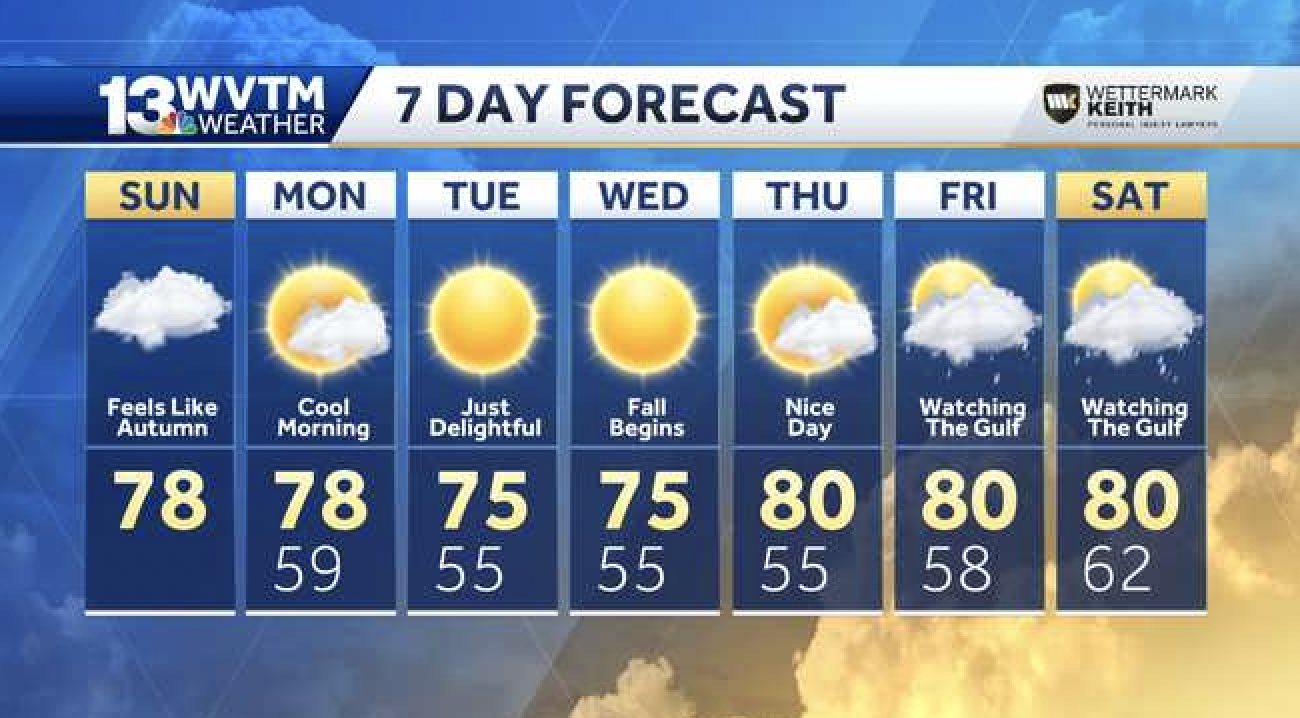 13 WVTM
WEATHER
7 DAY FORECAST
WETTERMARK
KEITH
PERSONAL INJURY LAWYERS
SUN
MON
TUE
WED
THU
FRI
SAT
Feels Like
Autumn
Cool
Morning
Just
Delightful
Fall
Begins
Nice
Day
Watching
The Gulf
Watching
The Gulf
78
78
75
75
80
80
80
59
55
55
55
58
62